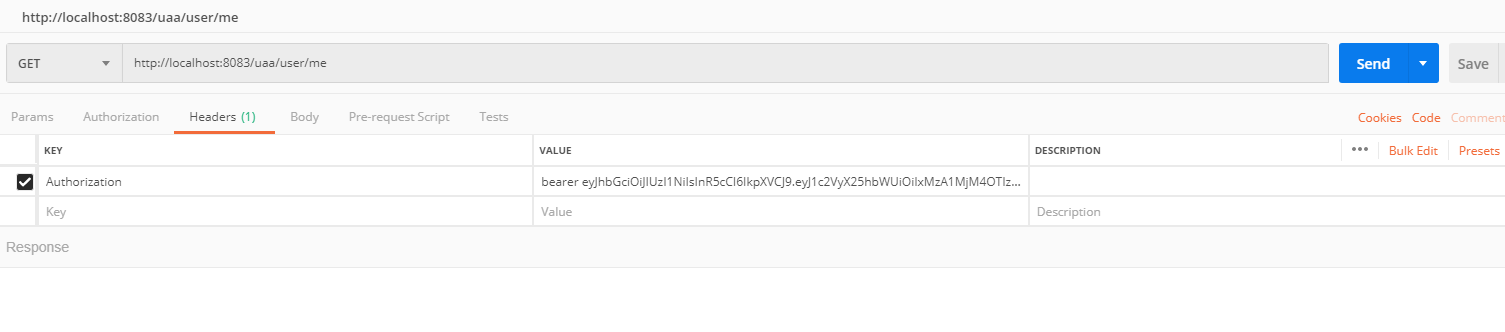 http://localhost:8083/uaa/user/me
GET http://localhost:8083/uaa/user/me Send Save
Params Authorization Headers (1) Body Pre-request Script Tests Cookies Code Comment
KEY VALUE DESCRIPTION ••• Bulk Edit Presets
Authorization bearer eyJhbGciOiJIUzI1NiIsInR5cCI6IkpXVCJ9.eyJ1c2VyX25hbWUiOiIxMzA1MjM4OTIz...
Key Value Description
Response